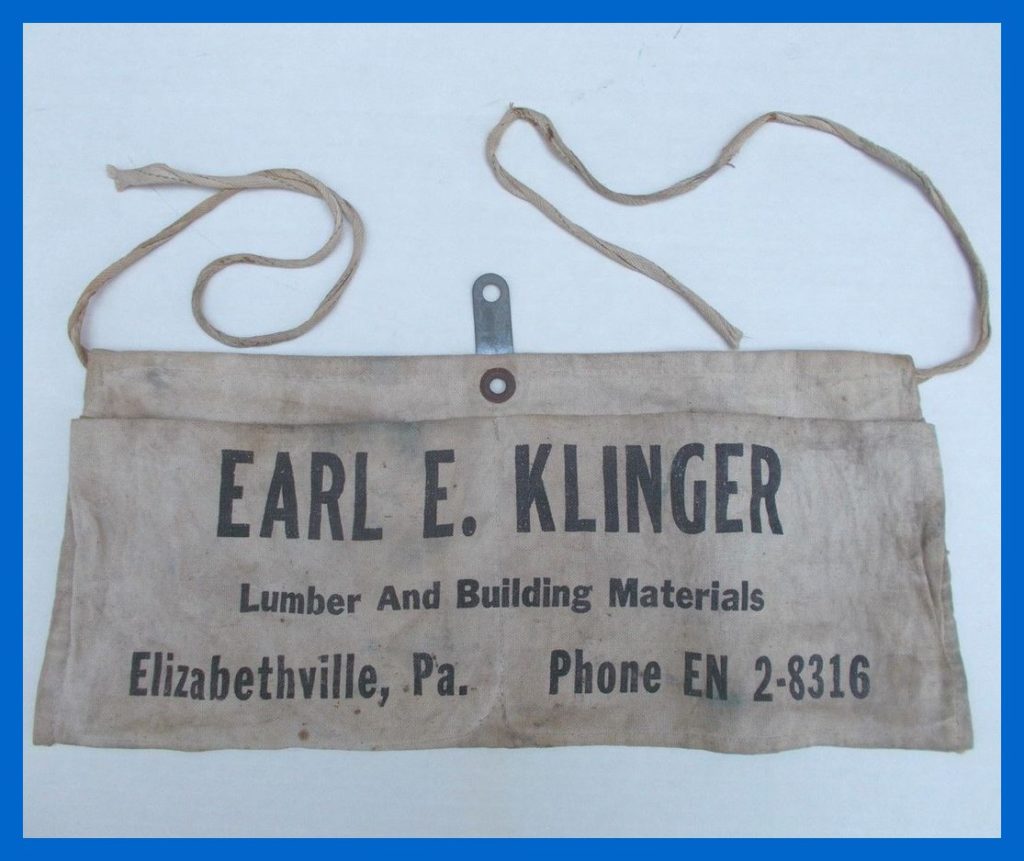 EARL E. KLINGER
Lumber And Building Materials
Elizabethville, Pa. Phone EN 2-8316